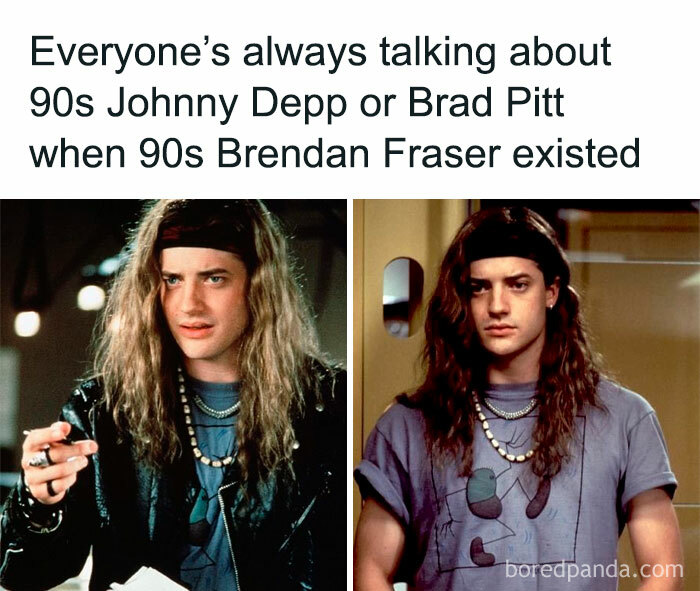 Everyone’s always talking about
90s Johnny Depp or Brad Pitt
when 90s Brendan Fraser existed
boredpanda.com